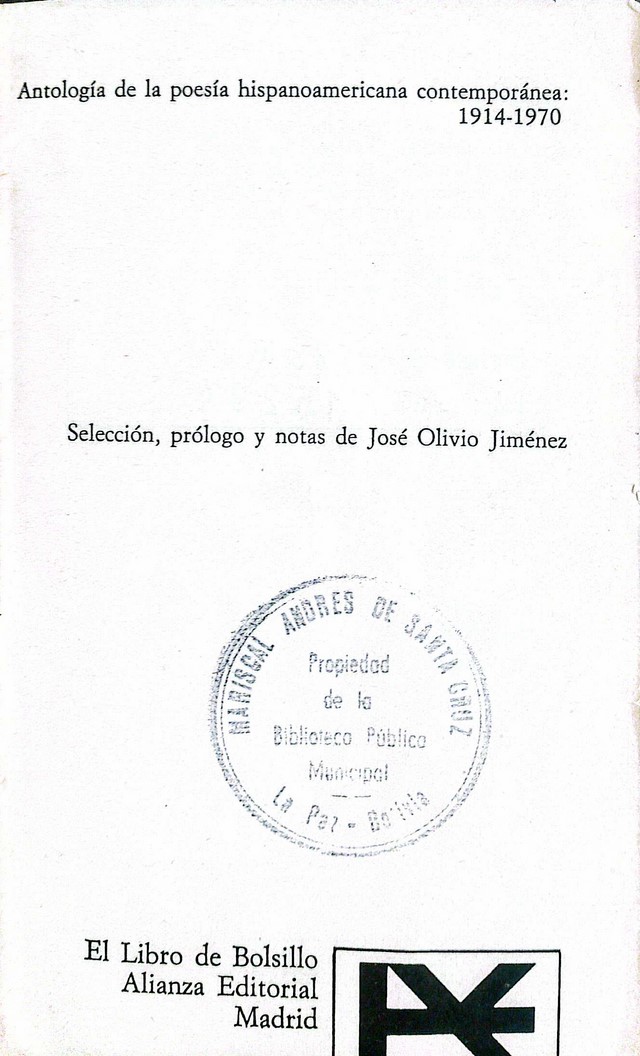 Antología de la poesía hispanoamericana contemporánea:
1914-1970
Selección, prólogo y notas de José Olivio Jiménez
MARISCAL ANDRES DE SANTA CRUZ
Propiedad
de la
Biblioteca Público
Municipal
La Paz - Bolivia
El Libro de Bolsillo
Alianza Editorial
Madrid